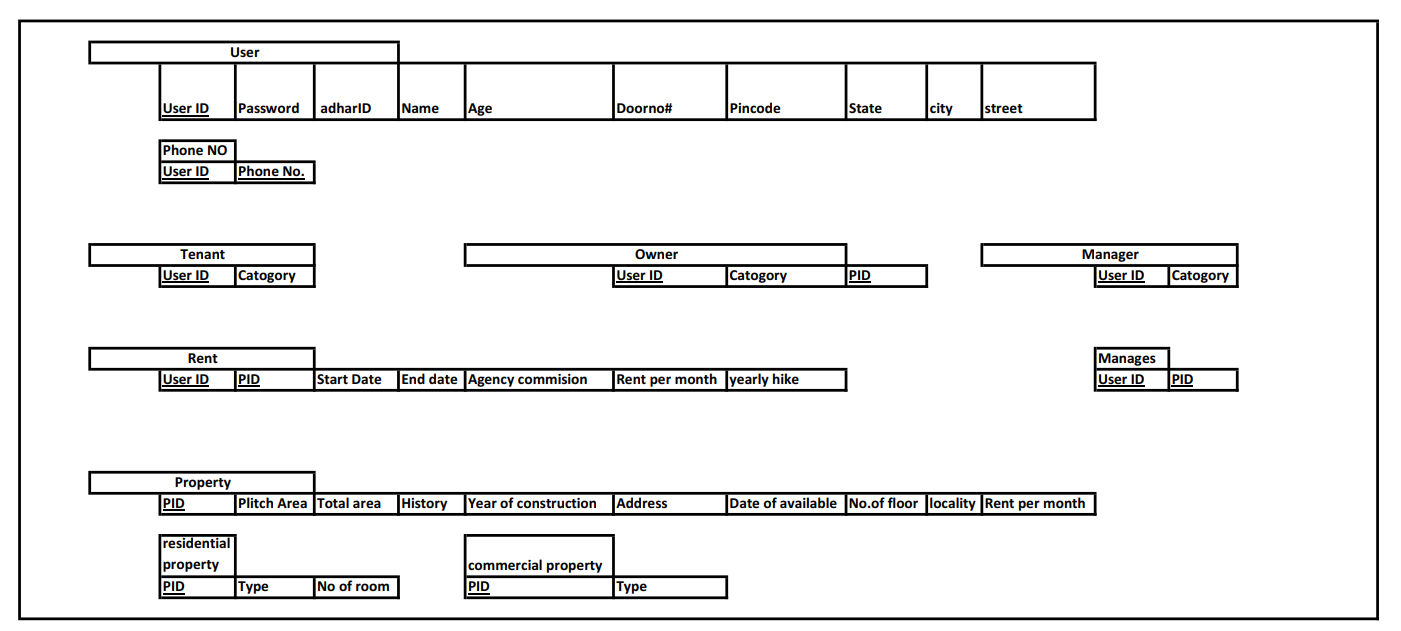 User
User ID Password adharID Name Age Doorno# Pincode State city street
Phone NO
User ID Phone No.
Tenant Owner Manager
User ID Catogory User ID Catogory PID User ID Catogory
Rent Manages
User ID PID Start Date End date Agency commision Rent per month yearly hike User ID PID
Property
PID Plitch Area Total area History Year of construction Address Date of available No.of floor locality Rent per month
residential
property commercial property
PID Type No of room PID Type